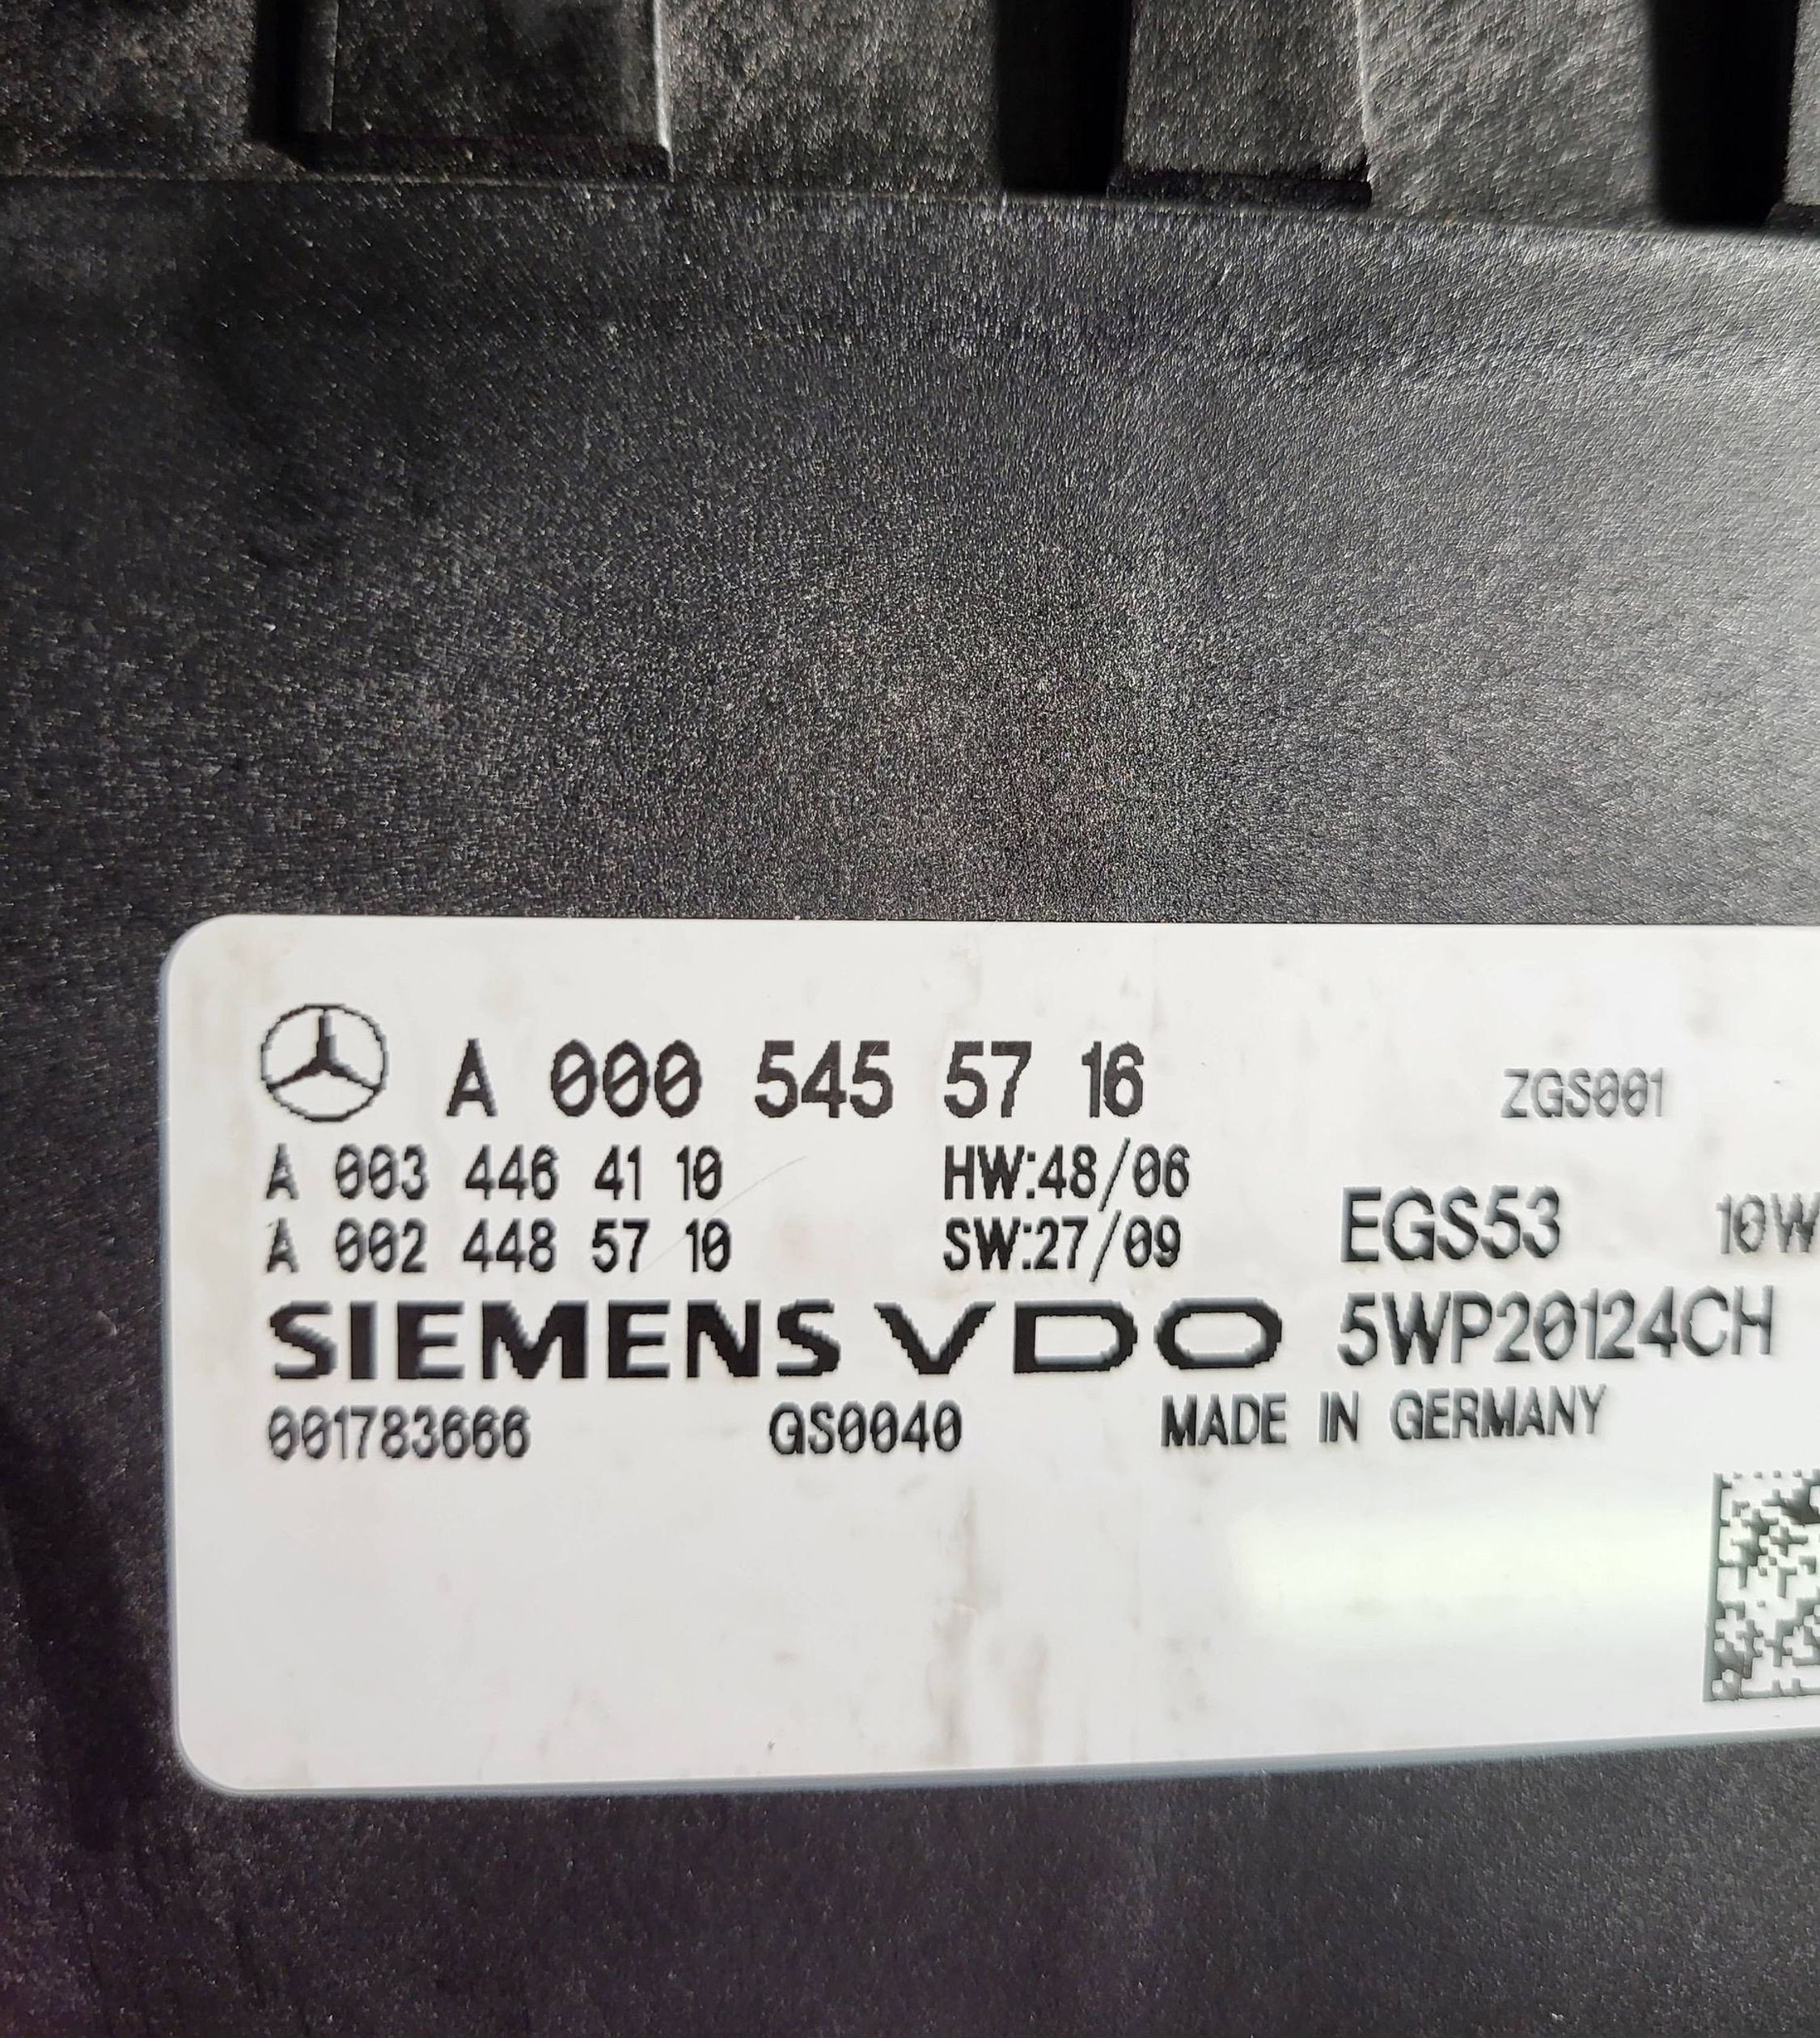 A 000 545 57 16 ZGS001
A 003 446 41 10 HW:48/06
A 002 448 57 10 SW:27/09 EGS53 10W
SIEMENS VDO 5WP20124CH
001783666 GS0040 MADE IN GERMANY